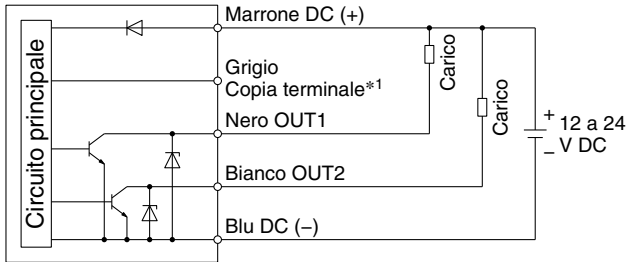 Marrone DC (+)
Grigio
Copia terminale*1
Nero OUT1
Bianco OUT2
Blu DC (−)
Circuito principale
Carico
Carico
+
12 a 24
− V DC